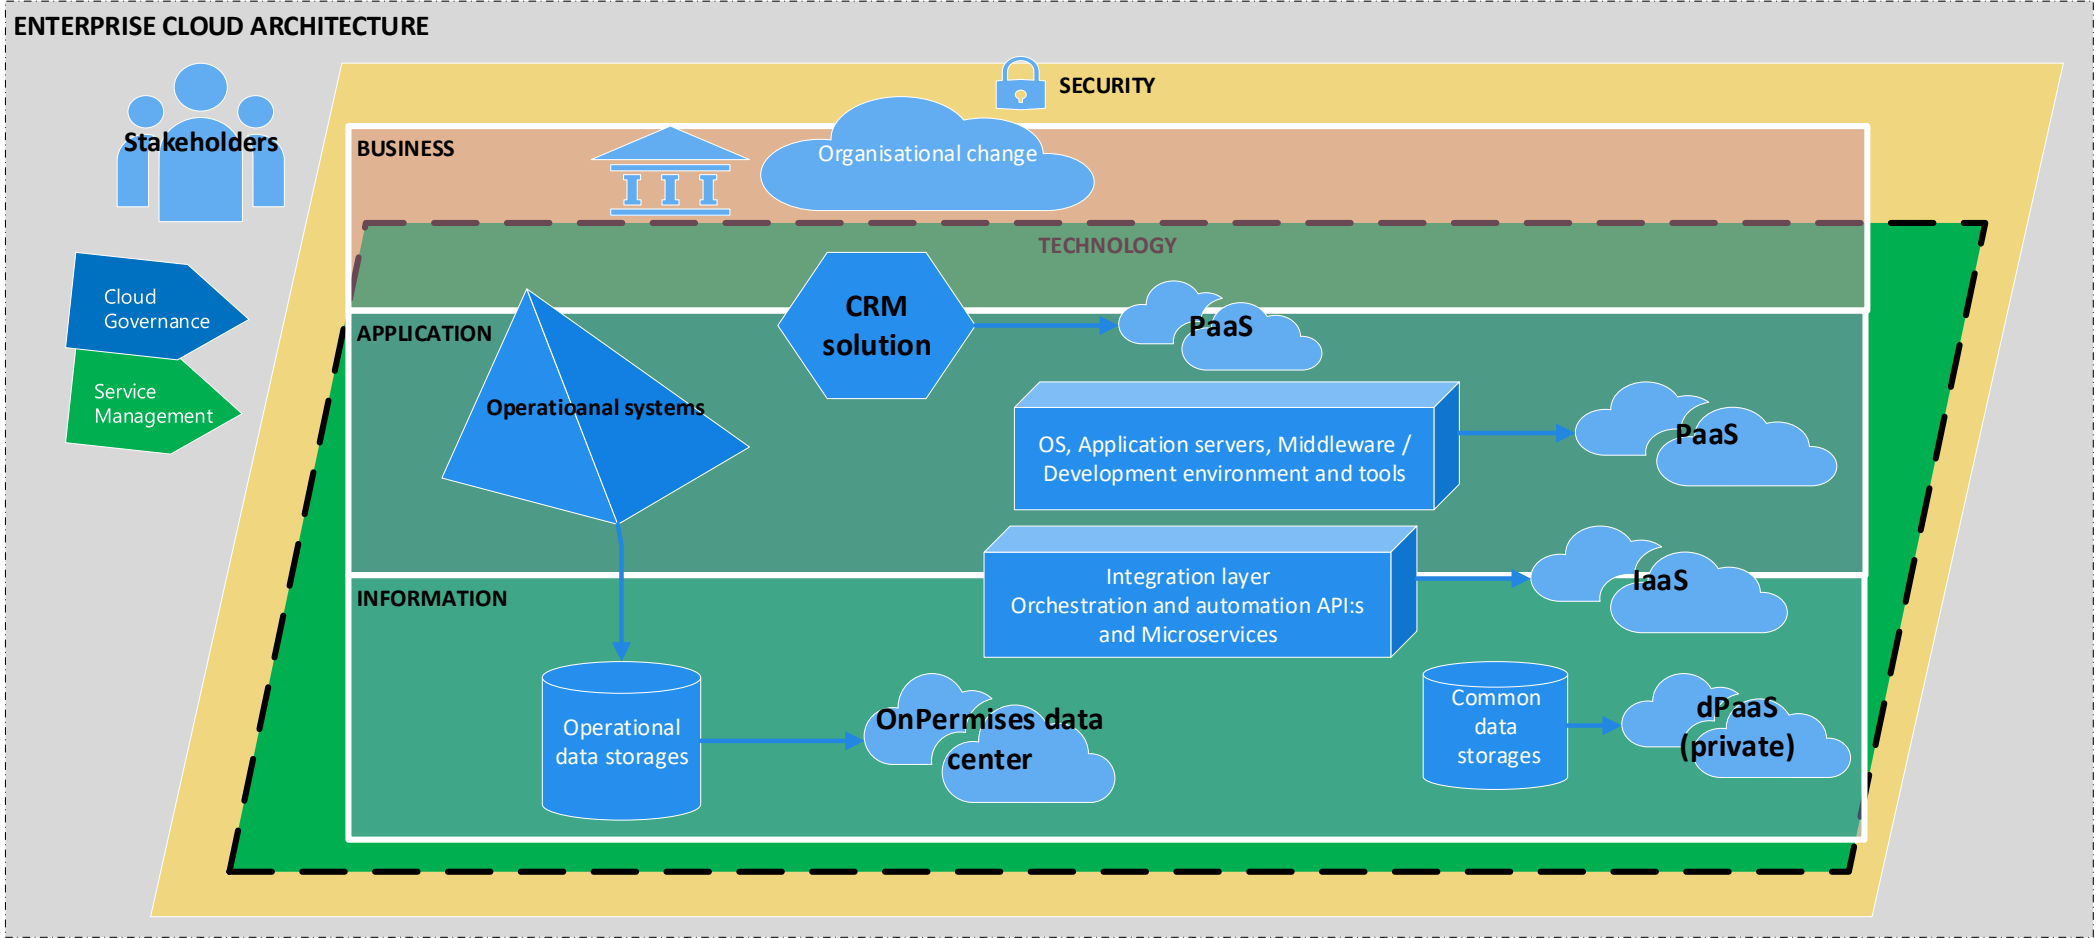 ENTERPRISE CLOUD ARCHITECTURE
SECURITY
Stakeholders
BUSINESS
Organisational change
TECHNOLOGY
Cloud
Governance
Service
Management
APPLICATION
CRM
solution
PaaS
Operatioanal systems
OS, Application servers, Middleware /
Development environment and tools
PaaS
INFORMATION
Integration layer
Orchestration and automation API:s
and Microservices
IaaS
Operational
data storages
OnPermises data
center
Common
data
storages
dPaaS
(private)